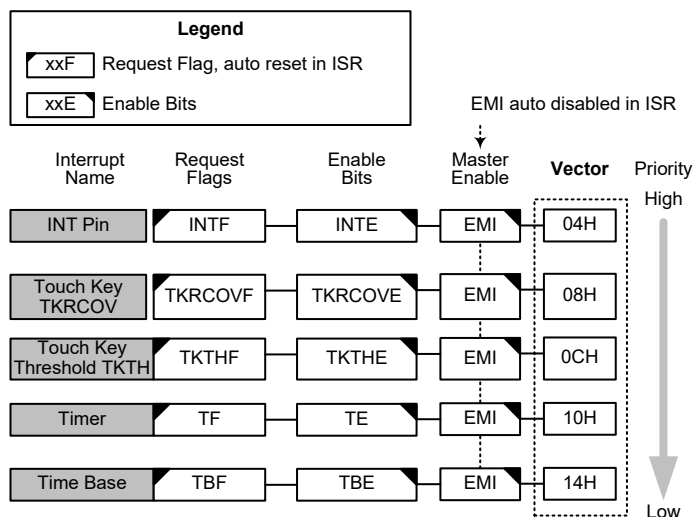 Legend
xxF Request Flag, auto reset in ISR
xxE Enable Bits
EMI auto disabled in ISR
Interrupt Name
Request Flags
Enable Bits
Master Enable
Vector
Priority
High
INT Pin INTF INTE EMI 04H
Touch Key TKRCOV TKRCOVF TKRCOVE EMI 08H
Touch Key Threshold TKTH TKTHF TKTHE EMI 0CH
Timer TF TE EMI 10H
Time Base TBF TBE EMI 14H
Low